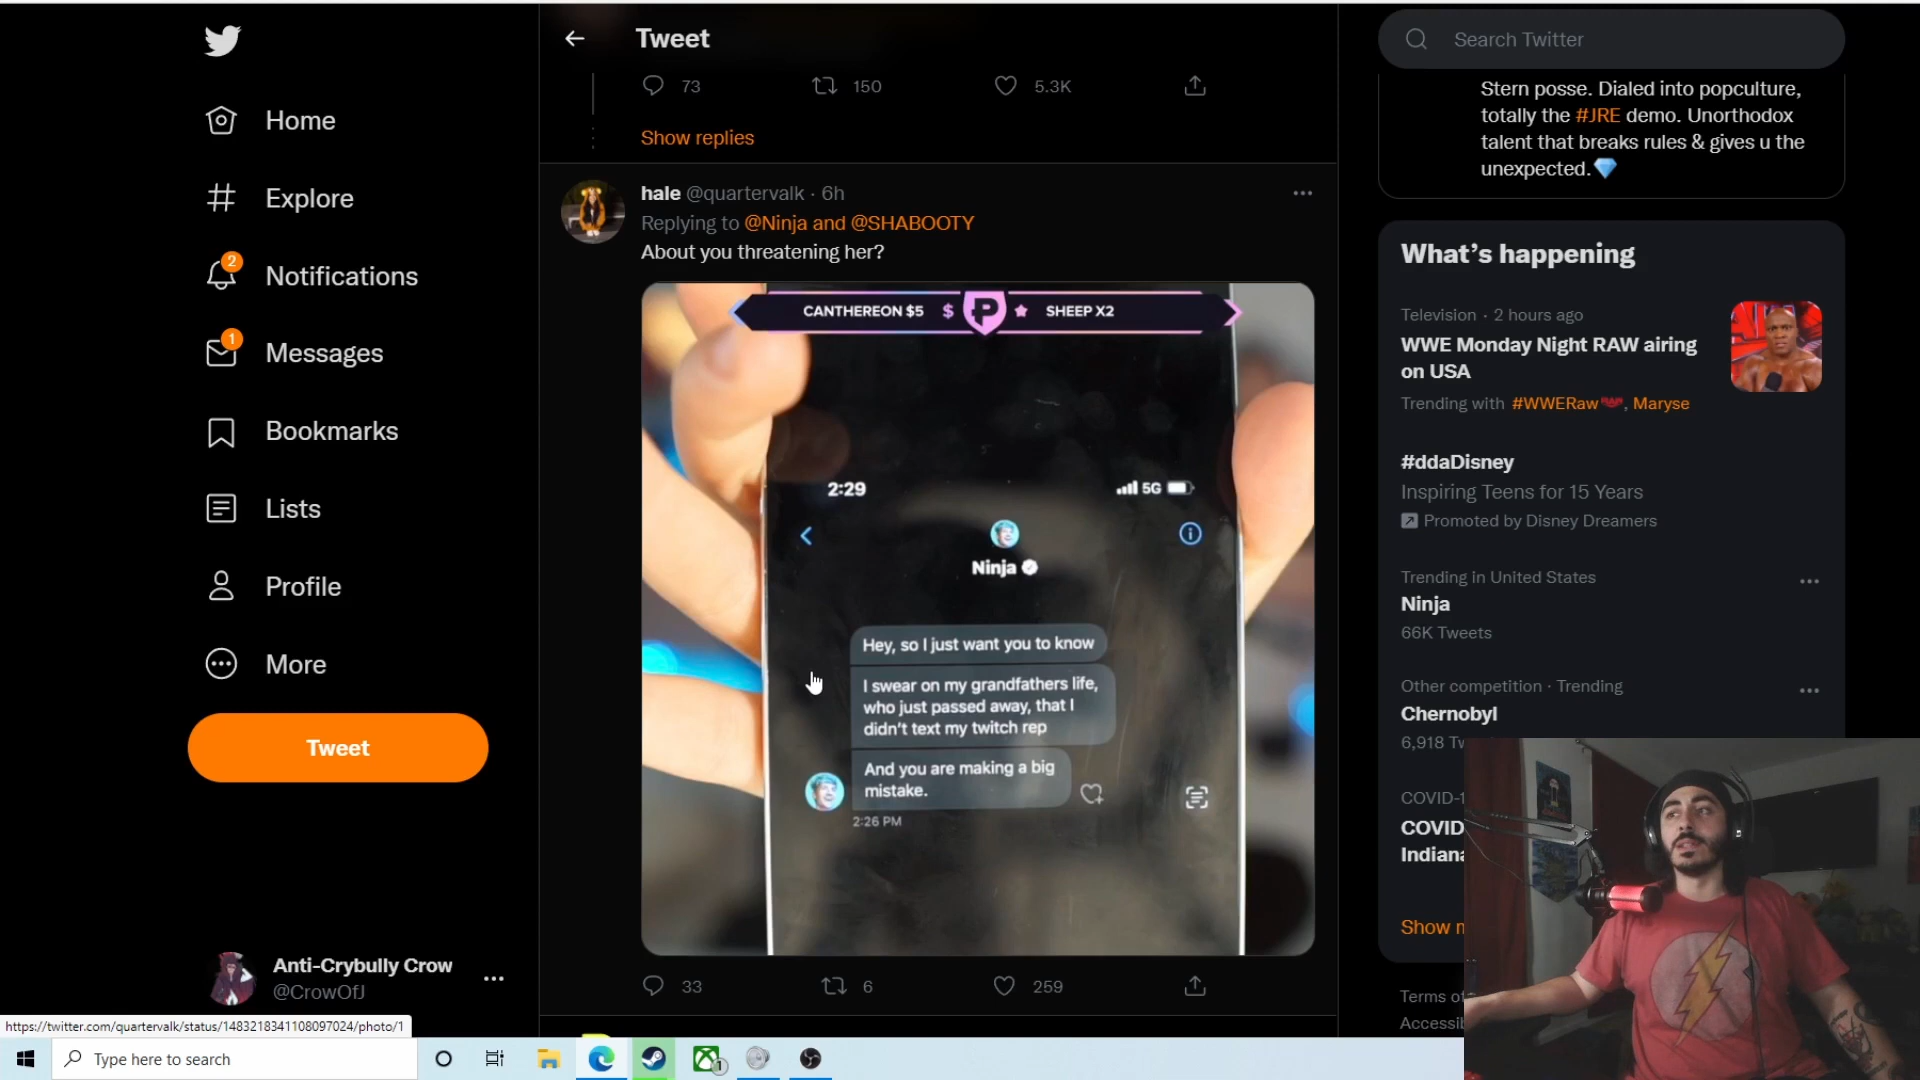 Home
Explore
2
Notifications
1
Messages
Bookmarks
Lists
Profile
More
Tweet
Anti-Crybully Crow
@CrowOfJ
https://twitter.com/quartervalk/status/1483218341108097024/photo/1
Tweet
73
150
5.3K
Show replies
hale @quartervalk · 6h
Replying to @Ninja and @SHABOOTY
About you threatening her?
CANTHEREON $5 $ P SHEEP X2
2:29
5G
Ninja
Hey, so I just want you to know
I swear on my grandfathers life,
who just passed away, that I
didn't text my twitch rep
And you are making a big
mistake.
2:26 PM
33
6
259
Search Twitter
Stern posse. Dialed into popculture,
totally the #JRE demo. Unorthodox
talent that breaks rules & gives u the
unexpected.
What's happening
Television · 2 hours ago
WWE Monday Night RAW airing
on USA
Trending with #WWERaw, Maryse
#ddaDisney
Inspiring Teens for 15 Years
Promoted by Disney Dreamers
Trending in United States
Ninja
66K Tweets
Other competition · Trending
Chernobyl
6,918
COVID-1
COVID
Indiana
Show
Terms of
Accessib
Type here to search
1